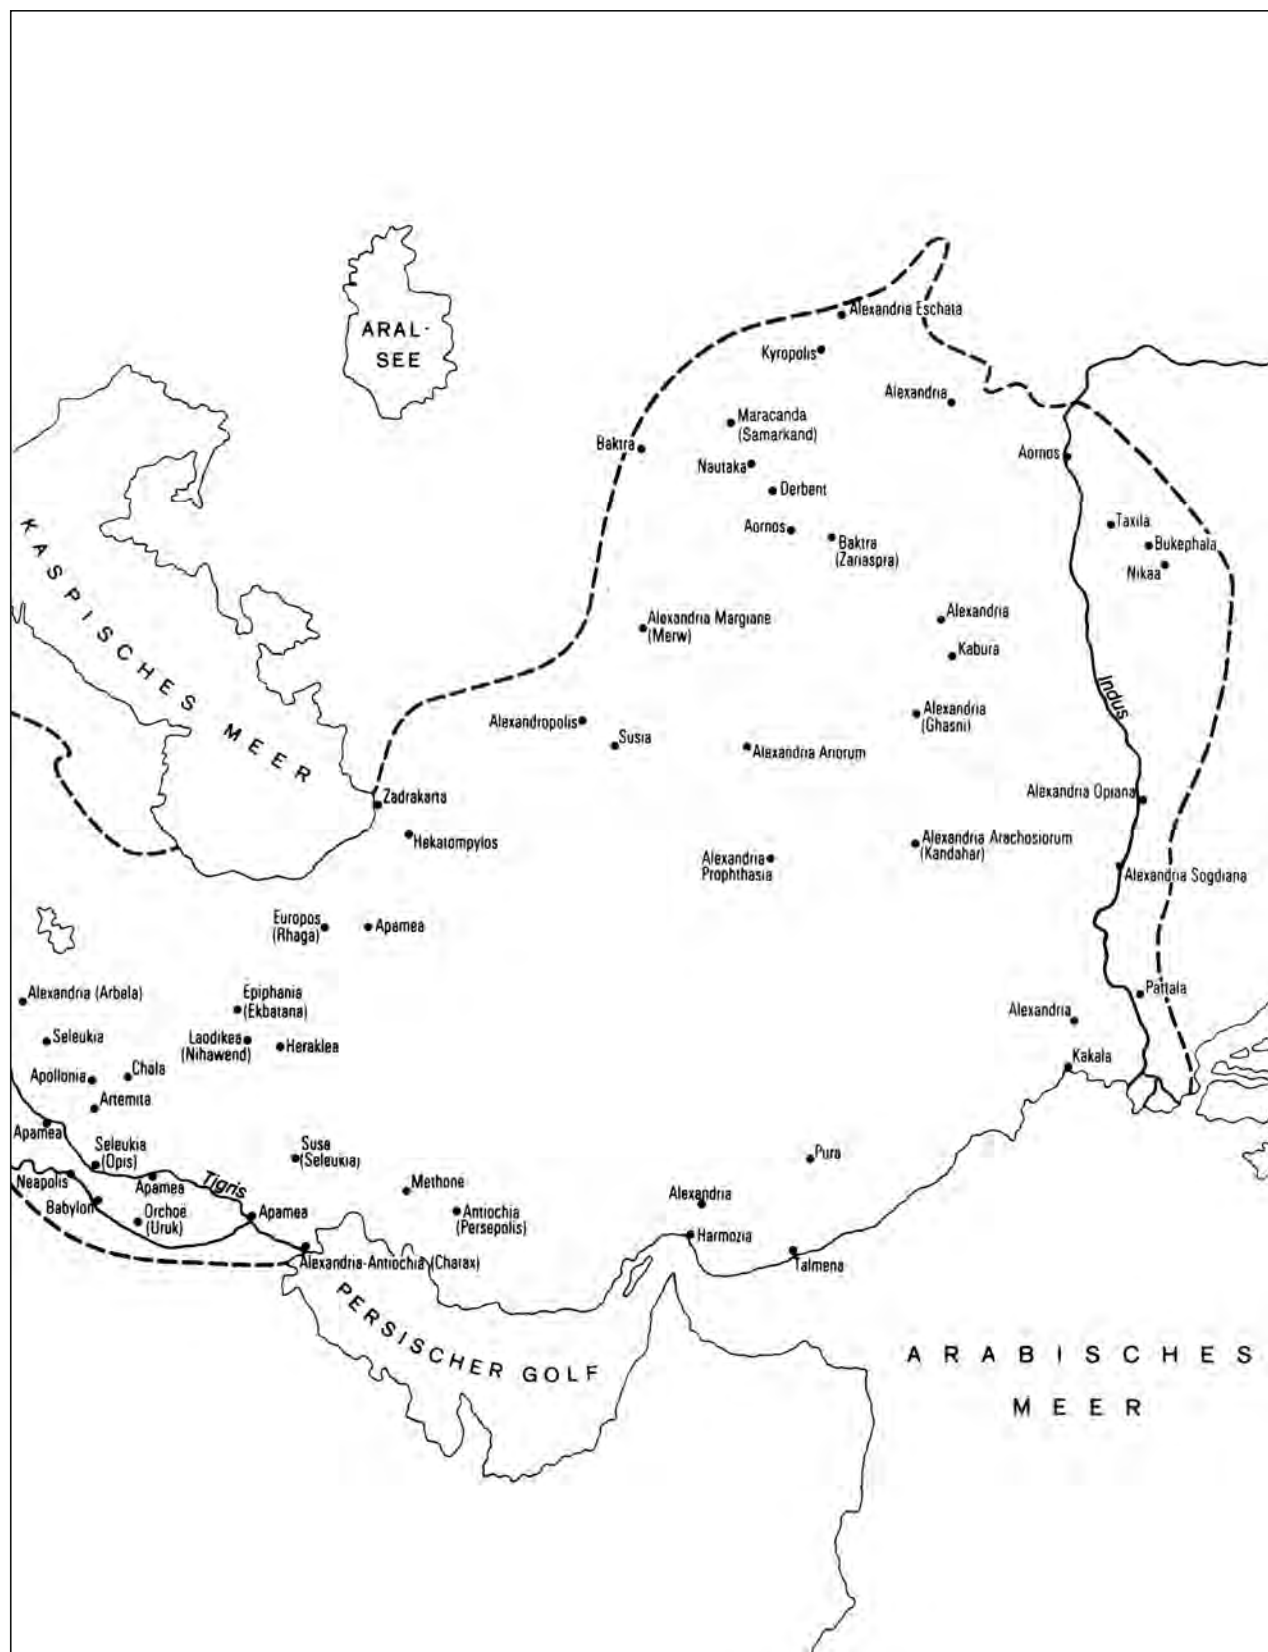 ARAL-
SEE
Alexandria Eschata
Kyropolis
Alexandria
Maracanda
(Samarkand)
Baktra
Nautaka
Aornos
Derbent
Aornos
Baktra
(Zariaspra)
Taxila
Bukephala
Nikaa
KASPISCHES MEER
Alexandria Margiane
(Merw)
Alexandria
Kabura
Indus
Alexandropolis
Susia
Alexandria
(Ghasni)
Alexandria Ariorum
Zadrakarta
Alexandria Opiana
Hekatompylos
Alexandria Arachosiorum
(Kandahar)
Alexandria
Prophthasia
Alexandria Sogdiana
Europos
(Rhaga)
Apamea
Alexandria (Arbela)
Epiphania
(Ekbatana)
Pattala
Alexandria
Seleukia
Laodikea
(Nihawend)
Heraklea
Kakala
Apollonia
Chala
Artemita
Apamea
Seleukia
(Opis)
Susa
(Seleukia)
Pura
Neapolis
Apamea
Tigris
Methone
Alexandria
Babylon
Orchoë
(Uruk)
Apamea
Antiochia
(Persepolis)
Harmozia
Alexandria-Antiochia (Charax)
Talmena
PERSISCHER GOLF
ARABISCHES
MEER